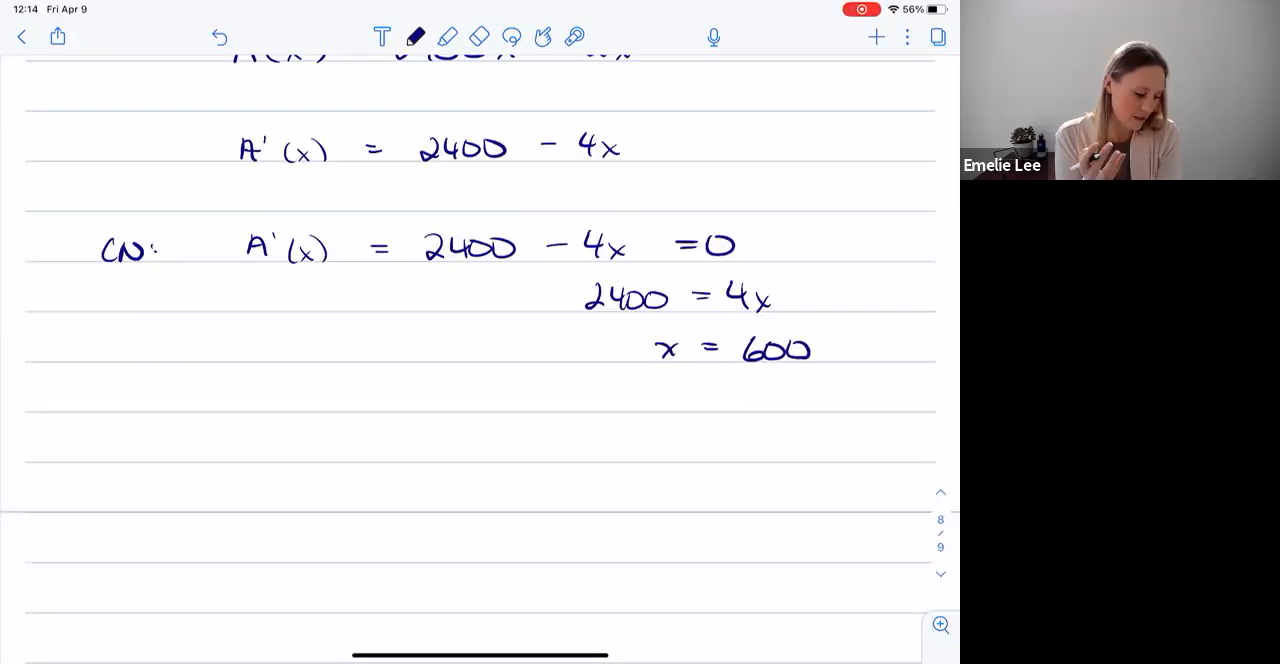 12:14 Fri Apr 9
56%
A'(x) = 2400 - 4x
CN: A'(x) = 2400 - 4x = 0
2400 = 4x
x = 600
8
/
9
Emelie Lee